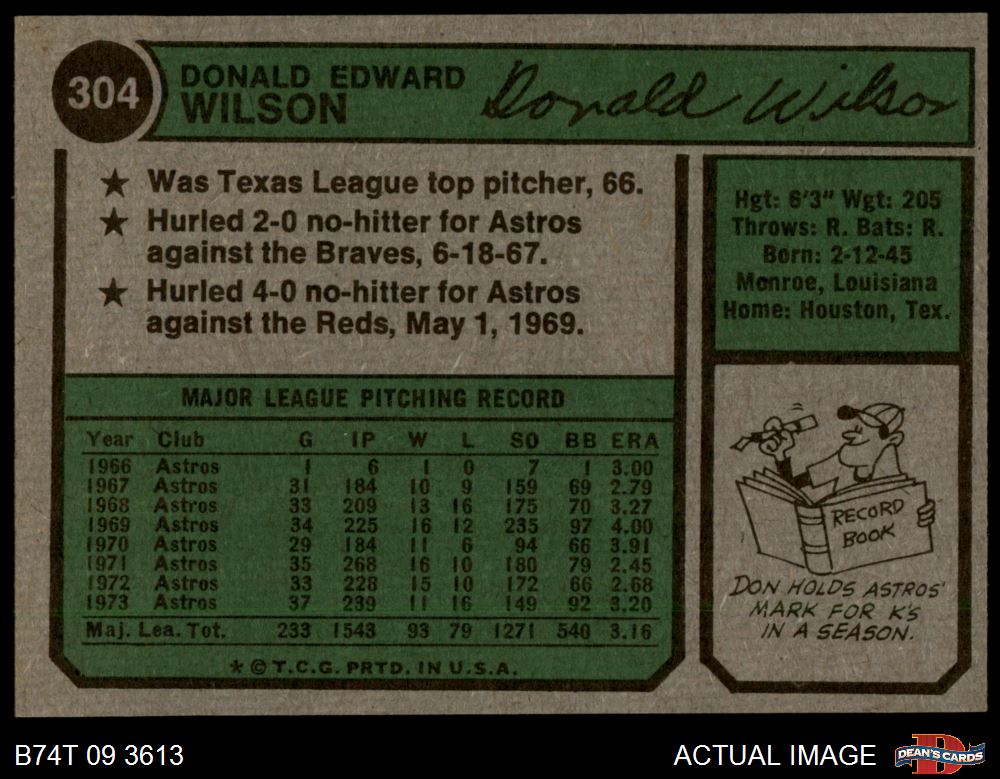 304
DONALD EDWARD
WILSON
Donald Wilson
★ Was Texas League top pitcher, 66.
★ Hurled 2-0 no-hitter for Astros
against the Braves, 6-18-67.
★ Hurled 4-0 no-hitter for Astros
against the Reds, May 1, 1969.
Hgt: 6'3" Wgt: 205
Throws: R. Bats: R.
Born: 2-12-45
Monroe, Louisiana
Home: Houston, Tex.
MAJOR LEAGUE PITCHING RECORD
Year Club G IP W L SO BB ERA
1966 Astros 1 6 1 0 7 1 3.00
1967 Astros 31 184 10 9 159 69 2.79
1968 Astros 33 209 13 16 175 70 3.27
1969 Astros 34 225 16 12 235 97 4.00
1970 Astros 29 184 11 6 94 66 3.91
1971 Astros 35 268 16 10 180 79 2.45
1972 Astros 33 228 15 10 172 66 2.68
1973 Astros 37 239 11 16 149 92 3.20
Maj. Lea. Tot. 233 1543 93 79 1271 540 3.16
* © T.C.G. PRTD. IN U.S.A.
RECORD
BOOK
DON HOLDS ASTROS'
MARK FOR K'S
IN A SEASON.
B74T 09 3613
ACTUAL IMAGE
DEAN'S CARDS